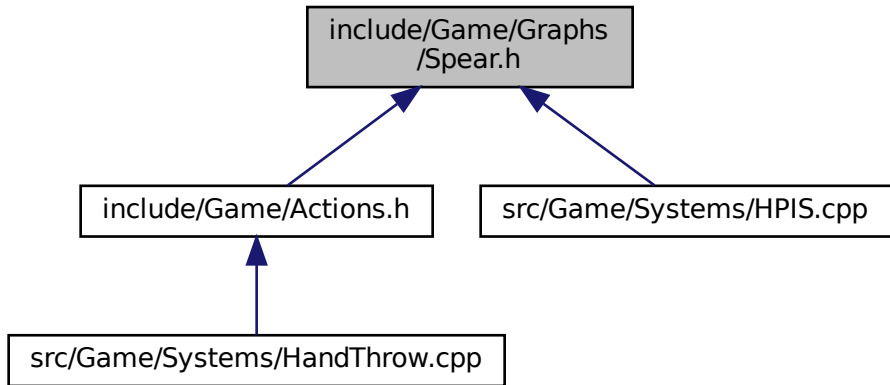 include/Game/Graphs
/Spear.h
include/Game/Actions.h
src/Game/Systems/HPIS.cpp
src/Game/Systems/HandThrow.cpp